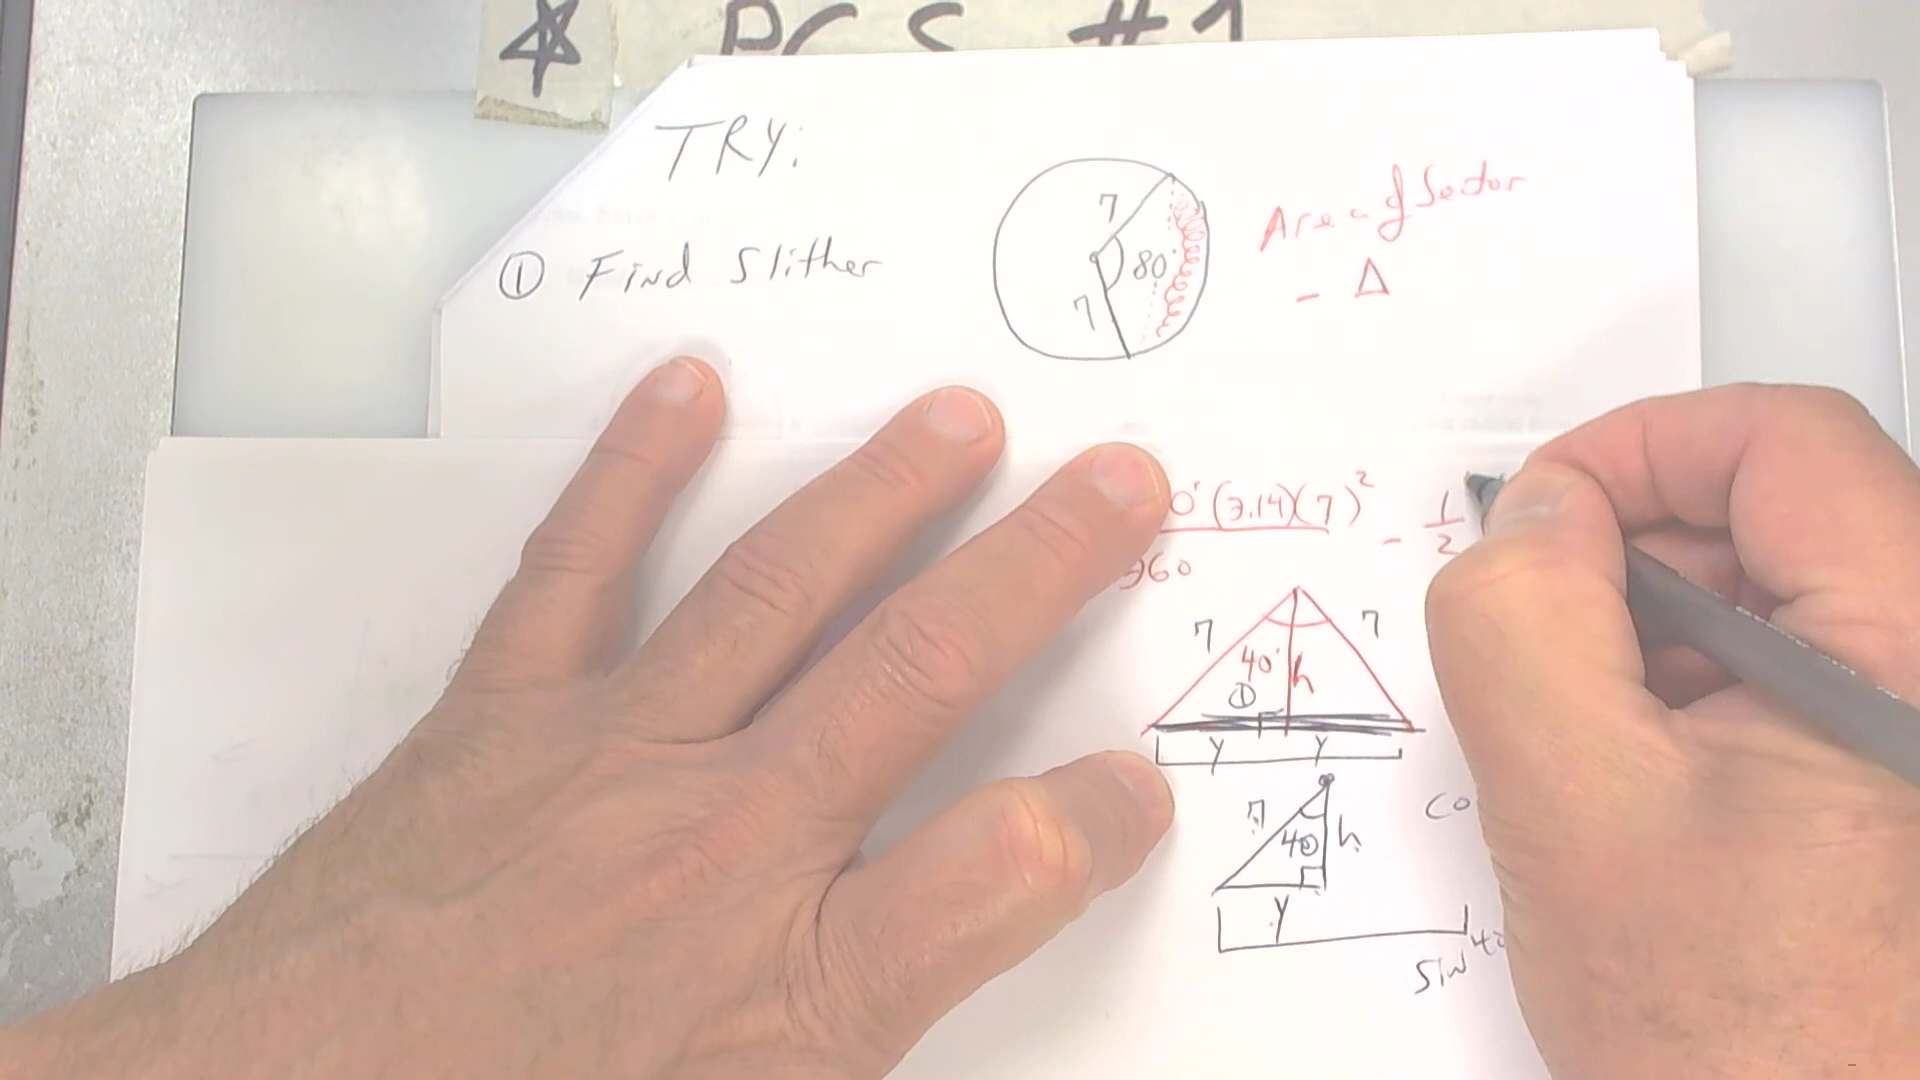 PCS #1
TRY:
7
① Find Slither
80°
7
Area of Sector
- Δ
0° (3.14)(7)² - 1/2
360
7 7
40° h
①
y y
7
40 h
y
sin 40